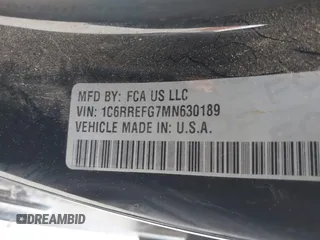 MFD BY: FCA US LLC
VIN: 1C6RREFG7MN630189
VEHICLE MADE IN: U.S.A.
DREAMBID